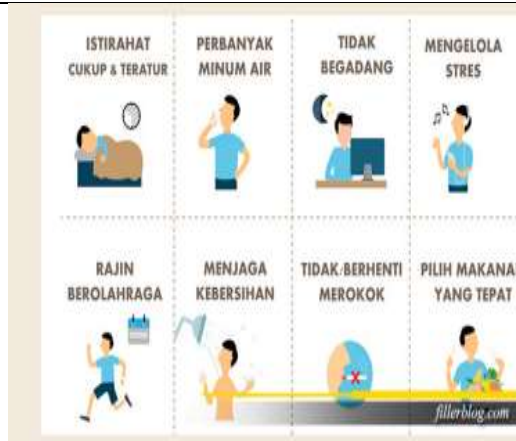 ISTIRAHAT
CUKUP & TERATUR
PERBANYAK
MINUM AIR
TIDAK
BEGADANG
MENGELOLA
STRES
RAJIN
BEROLAHRAGA
MENJAGA
KEBERSIHAN
TIDAK/BERHENTI
MEROKOK
PILIH MAKANA
YANG TEPAT
fillerblog.com